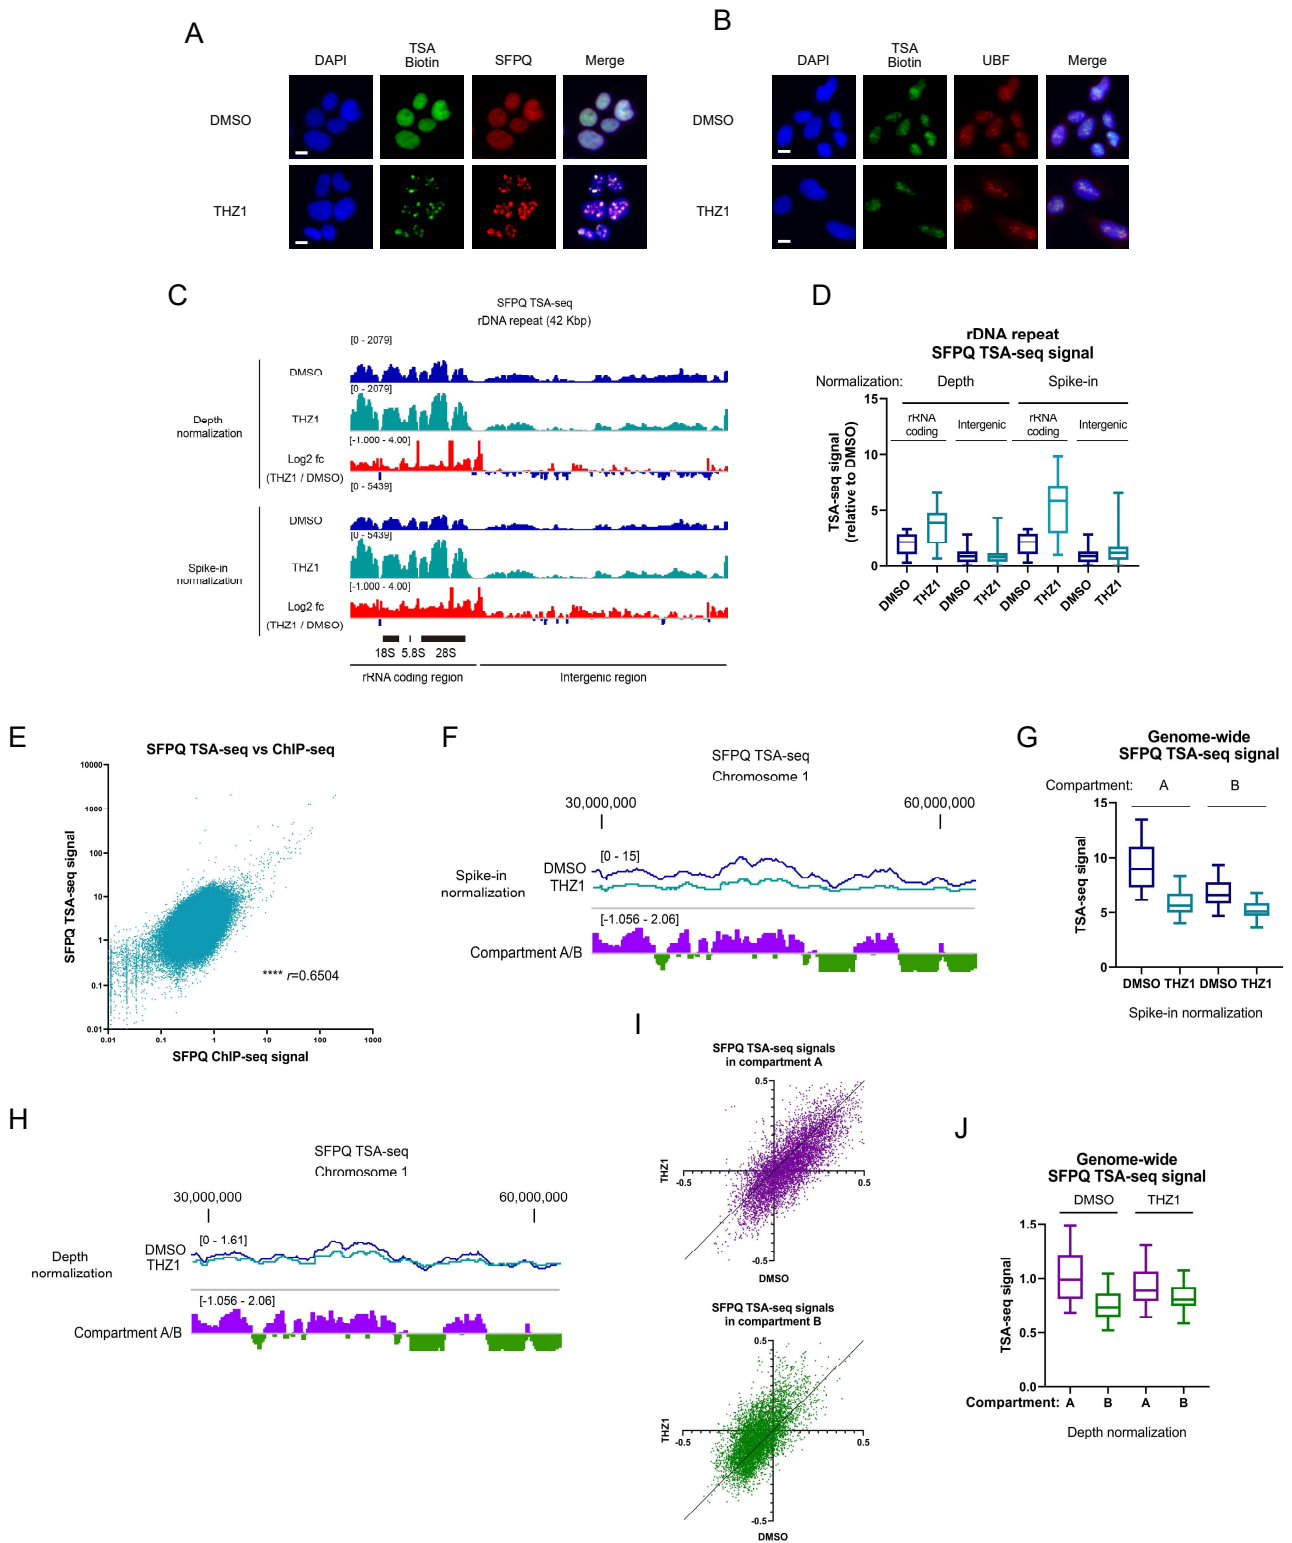 A
DAPI
TSA
Biotin
SFPQ
Merge
DMSO
THZ1
B
DAPI
TSA
Biotin
UBF
Merge
DMSO
THZ1
C
SFPQ TSA-seq
rDNA repeat (42 Kbp)
Depth
normalization
[0 - 2079]
DMSO
[0 - 2079]
THZ1
[-1.000 - 4.00]
Log2 fc
(THZ1 / DMSO)
Spike-in
normalization
[0 - 5439]
DMSO
[0 - 5439]
THZ1
[-1.000 - 4.00]
Log2 fc
(THZ1 / DMSO)
18S 5.8S 28S
rRNA coding region
Intergenic region
D
rDNA repeat
SFPQ TSA-seq signal
Normalization: Depth Spike-in
rRNA
coding
Intergenic
rRNA
coding
Intergenic
TSA-seq signal
(relative to DMSO)
15
10
5
0
DMSO THZ1 DMSO THZ1 DMSO THZ1 DMSO THZ1
E
SFPQ TSA-seq vs ChIP-seq
SFPQ TSA-seq signal
10000
1000
100
10
1
0.1
0.01
**** r=0.6504
0.01 0.1 1 10 100 1000
SFPQ ChIP-seq signal
F
SFPQ TSA-seq
Chromosome 1
30,000,000 60,000,000
Spike-in
normalization
[0 - 15]
DMSO
THZ1
[-1.056 - 2.06]
Compartment A/B
G
Genome-wide
SFPQ TSA-seq signal
Compartment: A B
TSA-seq signal
15
10
5
0
DMSO THZ1 DMSO THZ1
Spike-in normalization
H
SFPQ TSA-seq
Chromosome 1
30,000,000 60,000,000
Depth
normalization
[0 - 1.61]
DMSO
THZ1
[-1.056 - 2.06]
Compartment A/B
I
SFPQ TSA-seq signals
in compartment A
0.5
THZ1
-0.5 0.5
-0.5
DMSO
SFPQ TSA-seq signals
in compartment B
0.5
THZ1
-0.5 0.5
-0.5
DMSO
J
Genome-wide
SFPQ TSA-seq signal
DMSO THZ1
TSA-seq signal
1.5
1.0
0.5
0.0
Compartment: A B A B
Depth normalization